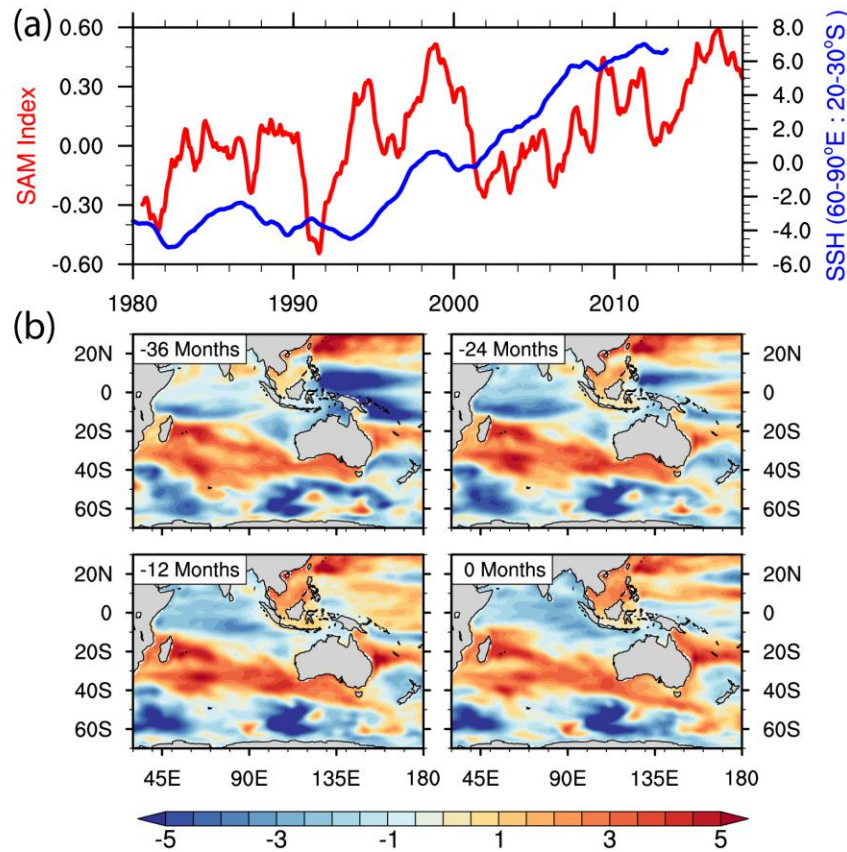 (a)
0.60
0.30
0.00
-0.30
-0.60
SAM Index
8.0
6.0
4.0
2.0
0.0
-2.0
-4.0
-6.0
SSH (60-90°E : 20-30°S)
1980 1990 2000 2010
(b)
-36 Months
-24 Months
20N
0
20S
40S
60S
20N
0
20S
40S
60S
-12 Months
0 Months
20N
0
20S
40S
60S
20N
0
20S
40S
60S
45E 90E 135E 180
45E 90E 135E 180
-5 -3 -1 1 3 5